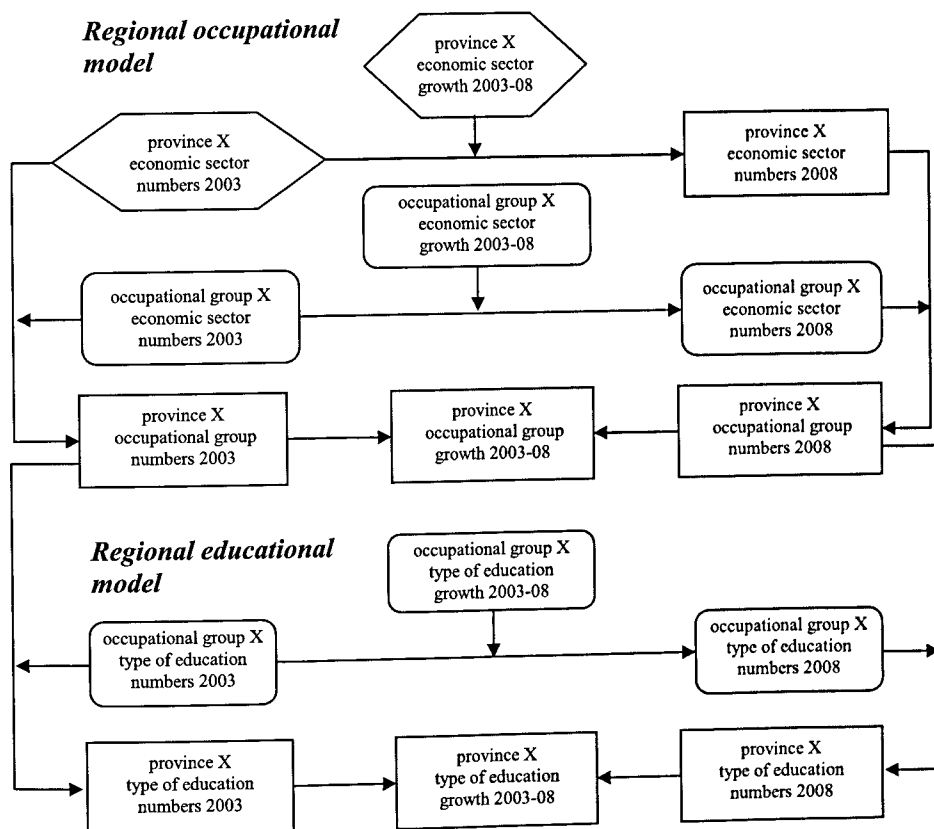 Regional occupational
model
province X
economic sector
growth 2003-08
province X
economic sector
numbers 2003
province X
economic sector
numbers 2008
occupational group X
economic sector
growth 2003-08
occupational group X
economic sector
numbers 2003
occupational group X
economic sector
numbers 2008
province X
occupational group
numbers 2003
province X
occupational group
growth 2003-08
province X
occupational group
numbers 2008
Regional educational
model
occupational group X
type of education
growth 2003-08
occupational group X
type of education
numbers 2003
occupational group X
type of education
numbers 2008
province X
type of education
numbers 2003
province X
type of education
growth 2003-08
province X
type of education
numbers 2008